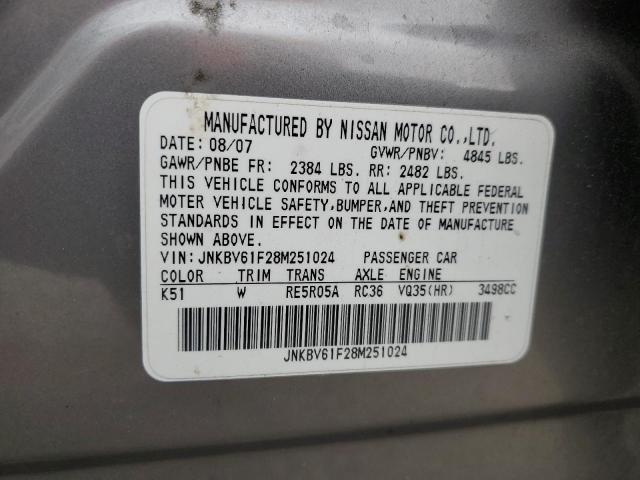 MANUFACTURED BY NISSAN MOTOR CO.,LTD.
DATE: 08/07 GVWR/PNBV: 4845 LBS.
GAWR/PNBE FR: 2384 LBS. RR: 2482 LBS.
THIS VEHICLE CONFORMS TO ALL APPLICABLE FEDERAL
MOTER VEHICLE SAFETY,BUMPER,AND THEFT PREVENTION
STANDARDS IN EFFECT ON THE DATE OF MANUFACTURE
SHOWN ABOVE.
VIN: JNKBV61F28M251024 PASSENGER CAR
COLOR TRIM TRANS AXLE ENGINE
K51 W RE5R05A RC36 VQ35(HR) 3498CC
JNKBV61F28M251024